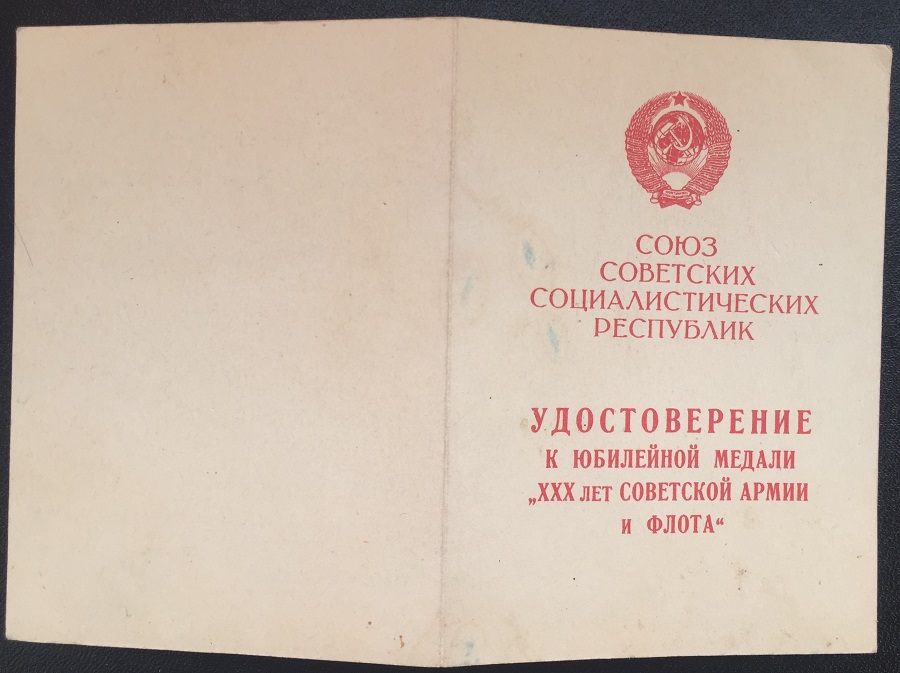 СОЮЗ
СОВЕТСКИХ
СОЦИАЛИСТИЧЕСКИХ
РЕСПУБЛИК
УДОСТОВЕРЕНИЕ
К ЮБИЛЕЙНОЙ МЕДАЛИ
„XXX лет СОВЕТСКОЙ АРМИИ
и ФЛОТА“